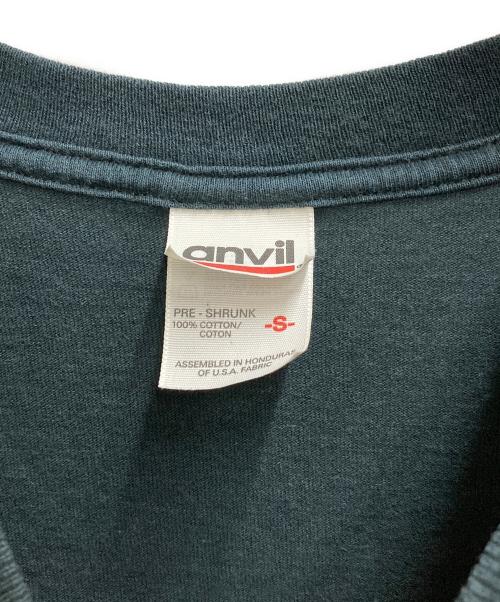 anvil
PRE - SHRUNK
100% COTTON/
COTON
-S-
ASSEMBLED IN HONDURAS
OF U.S.A. FABRIC